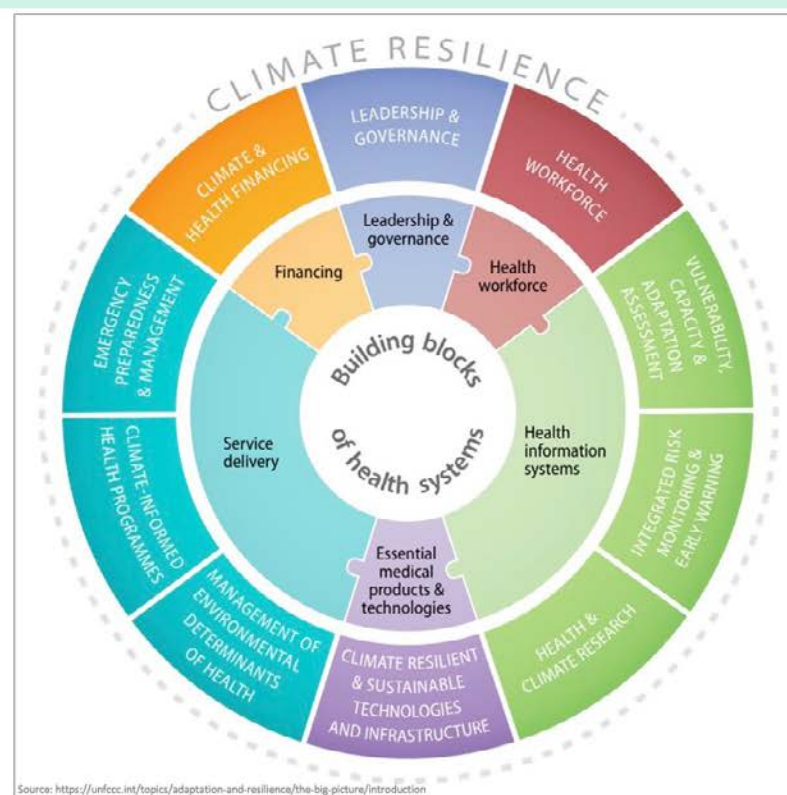 CLIMATE RESILIENCE
LEADERSHIP &
GOVERNANCE
HEALTH
WORKFORCE
VULNERABILITY,
CAPACITY &
ADAPTATION
ASSESSMENT
INTEGRATED RISK
MONITORING &
EARLY WARNING
HEALTH &
CLIMATE RESEARCH
CLIMATE RESILIENT
& SUSTAINABLE
TECHNOLOGIES
AND INFRASTRUCTURE
MANAGEMENT OF
ENVIRONMENTAL
DETERMINANTS
OF HEALTH
CLIMATE-INFORMED
HEALTH PROGRAMMES
EMERGENCY
PREPAREDNESS
& MANAGEMENT
CLIMATE &
HEALTH FINANCING
Leadership &
governance
Health
workforce
Health
information
systems
Essential
medical
products &
technologies
Service
delivery
Financing
Building blocks
of health systems
Source: https://unfccc.int/topics/adaptation-and-resilience/the-big-picture/introduction